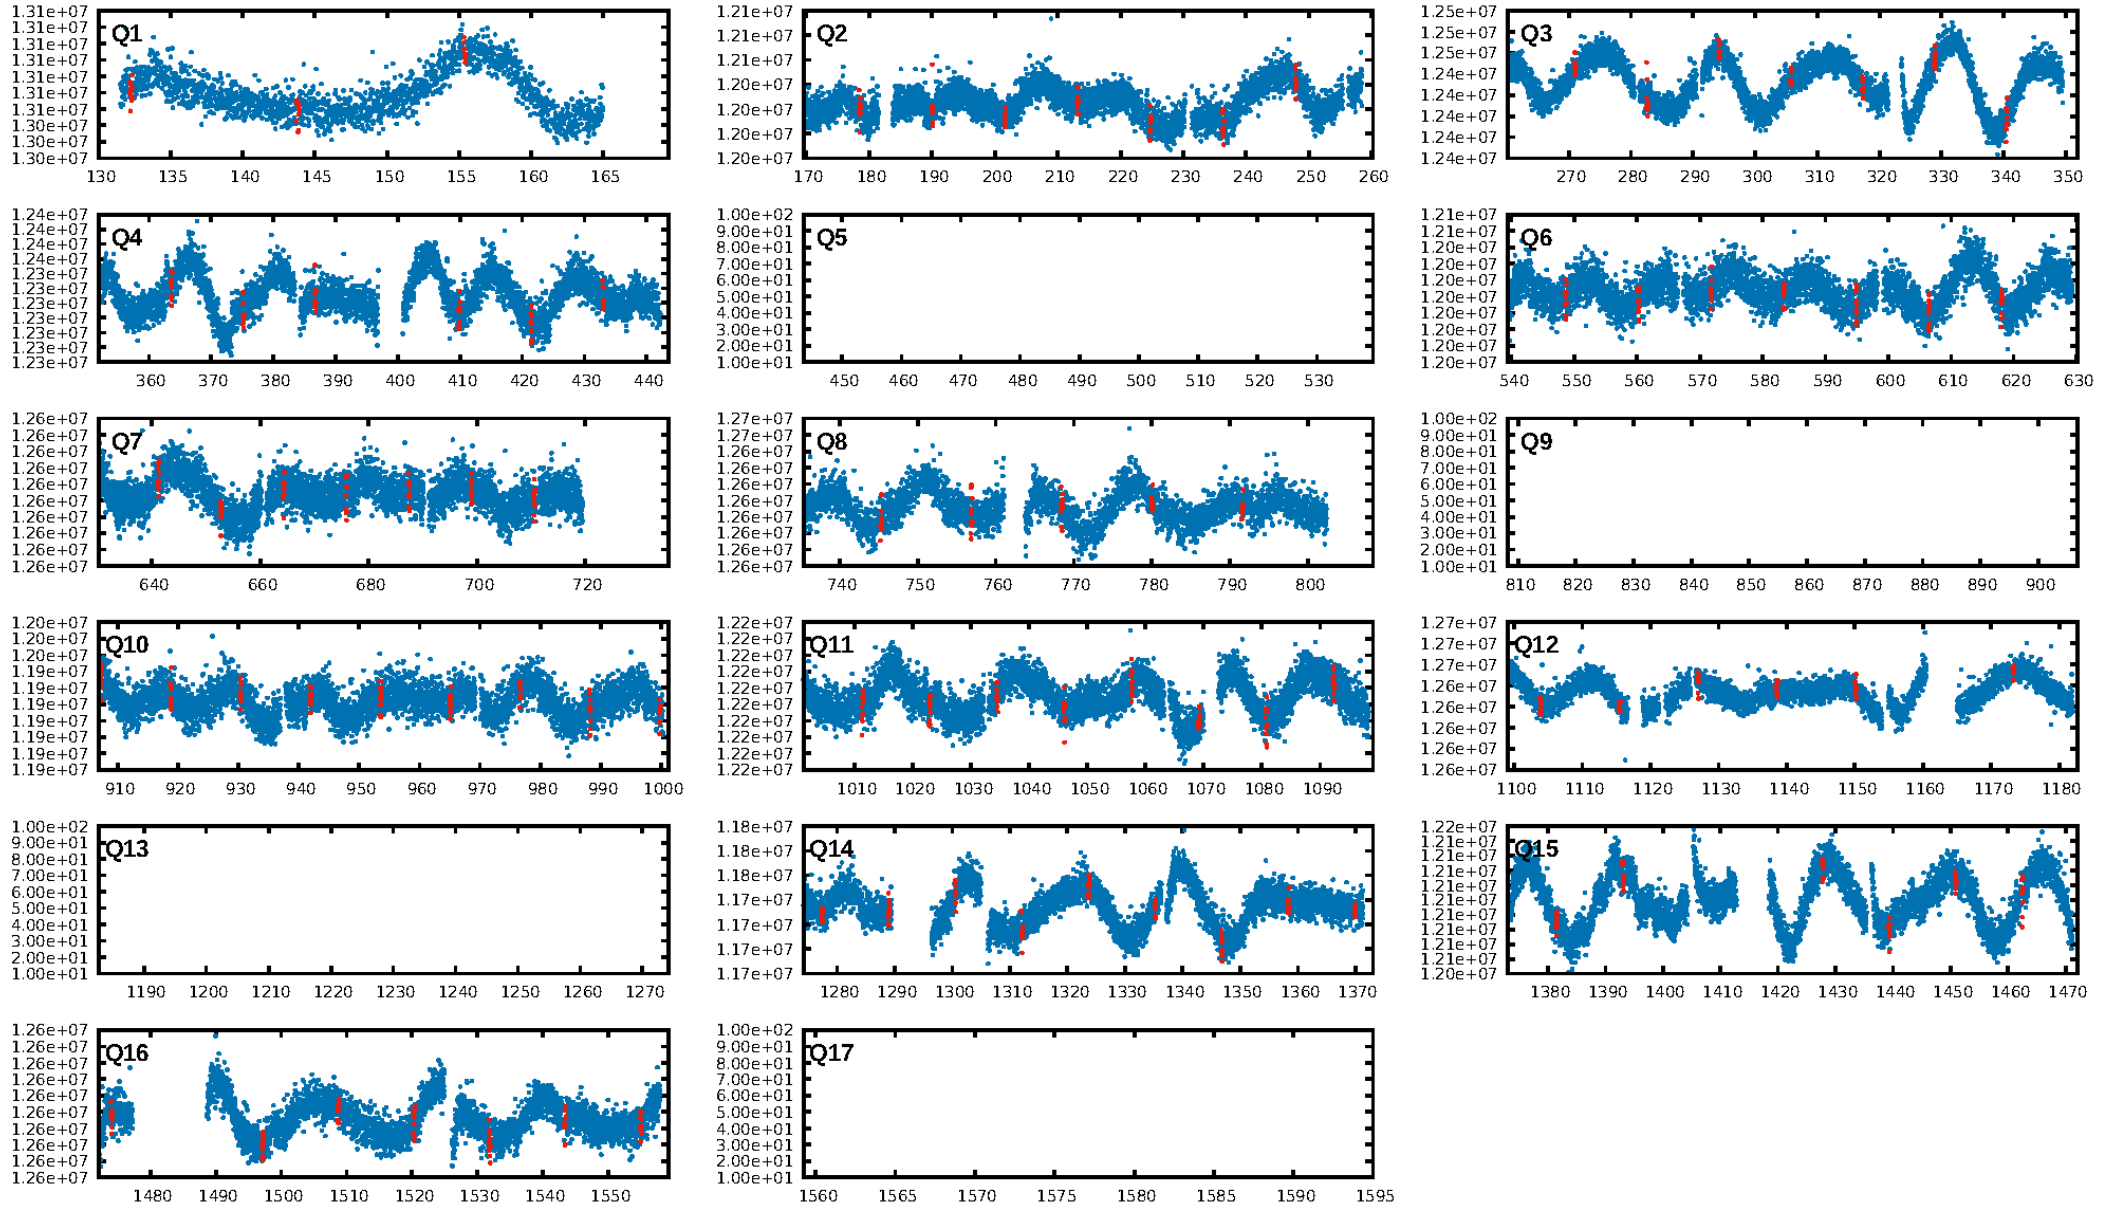 1.31e+07 1.31e+07 1.31e+07 1.31e+07 1.31e+07 1.31e+07 1.31e+07 1.30e+07 1.30e+07 1.30e+07
Q1
130 135 140 145 150 155 160 165
1.21e+07 1.21e+07 1.21e+07 1.20e+07 1.20e+07 1.20e+07 1.20e+07
Q2
170 180 190 200 210 220 230 240 250 260
1.25e+07 1.25e+07 1.25e+07 1.24e+07 1.24e+07 1.24e+07 1.24e+07 1.24e+07
Q3
270 280 290 300 310 320 330 340 350
1.24e+07 1.24e+07 1.24e+07 1.24e+07 1.23e+07 1.23e+07 1.23e+07 1.23e+07 1.23e+07 1.23e+07 1.23e+07
Q4
360 370 380 390 400 410 420 430 440
1.00e+02 9.00e+01 8.00e+01 7.00e+01 6.00e+01 5.00e+01 4.00e+01 3.00e+01 2.00e+01 1.00e+01
Q5
450 460 470 480 490 500 510 520 530
1.21e+07 1.20e+07 1.20e+07 1.20e+07 1.20e+07 1.20e+07 1.20e+07 1.20e+07 1.20e+07
Q6
540 550 560 570 580 590 600 610 620 630
1.26e+07 1.26e+07 1.26e+07 1.26e+07 1.26e+07 1.26e+07 1.26e+07 1.26e+07 1.26e+07 1.26e+07
Q7
640 660 680 700 720
1.27e+07 1.27e+07 1.26e+07 1.26e+07 1.26e+07 1.26e+07 1.26e+07 1.26e+07 1.26e+07
Q8
740 750 760 770 780 790 800
1.00e+02 9.00e+01 8.00e+01 7.00e+01 6.00e+01 5.00e+01 4.00e+01 3.00e+01 2.00e+01 1.00e+01
Q9
810 820 830 840 850 860 870 880 890 900
1.20e+07 1.20e+07 1.20e+07 1.19e+07 1.19e+07 1.19e+07 1.19e+07 1.19e+07 1.19e+07 1.19e+07
Q10
910 920 930 940 950 960 970 980 990 1000
1.22e+07 1.22e+07 1.22e+07 1.22e+07 1.22e+07 1.22e+07 1.22e+07 1.22e+07 1.22e+07 1.22e+07
Q11
1010 1020 1030 1040 1050 1060 1070 1080 1090
1.27e+07 1.27e+07 1.27e+07 1.26e+07 1.26e+07 1.26e+07 1.26e+07 1.26e+07
Q12
1100 1110 1120 1130 1140 1150 1160 1170 1180
1.00e+02 9.00e+01 8.00e+01 7.00e+01 6.00e+01 5.00e+01 4.00e+01 3.00e+01 2.00e+01 1.00e+01
Q13
1190 1200 1210 1220 1230 1240 1250 1260 1270
1.18e+07 1.18e+07 1.18e+07 1.17e+07 1.17e+07 1.17e+07 1.17e+07
Q14
1280 1290 1300 1310 1320 1330 1340 1350 1360 1370
1.22e+07 1.21e+07 1.21e+07 1.21e+07 1.21e+07 1.21e+07 1.21e+07 1.21e+07 1.21e+07 1.21e+07 1.20e+07
Q15
1380 1390 1400 1410 1420 1430 1440 1450 1460 1470
1.26e+07 1.26e+07 1.26e+07 1.26e+07 1.26e+07 1.26e+07 1.26e+07 1.26e+07 1.26e+07 1.26e+07
Q16
1480 1490 1500 1510 1520 1530 1540 1550
1.00e+02 9.00e+01 8.00e+01 7.00e+01 6.00e+01 5.00e+01 4.00e+01 3.00e+01 2.00e+01 1.00e+01
Q17
1560 1565 1570 1575 1580 1585 1590 1595